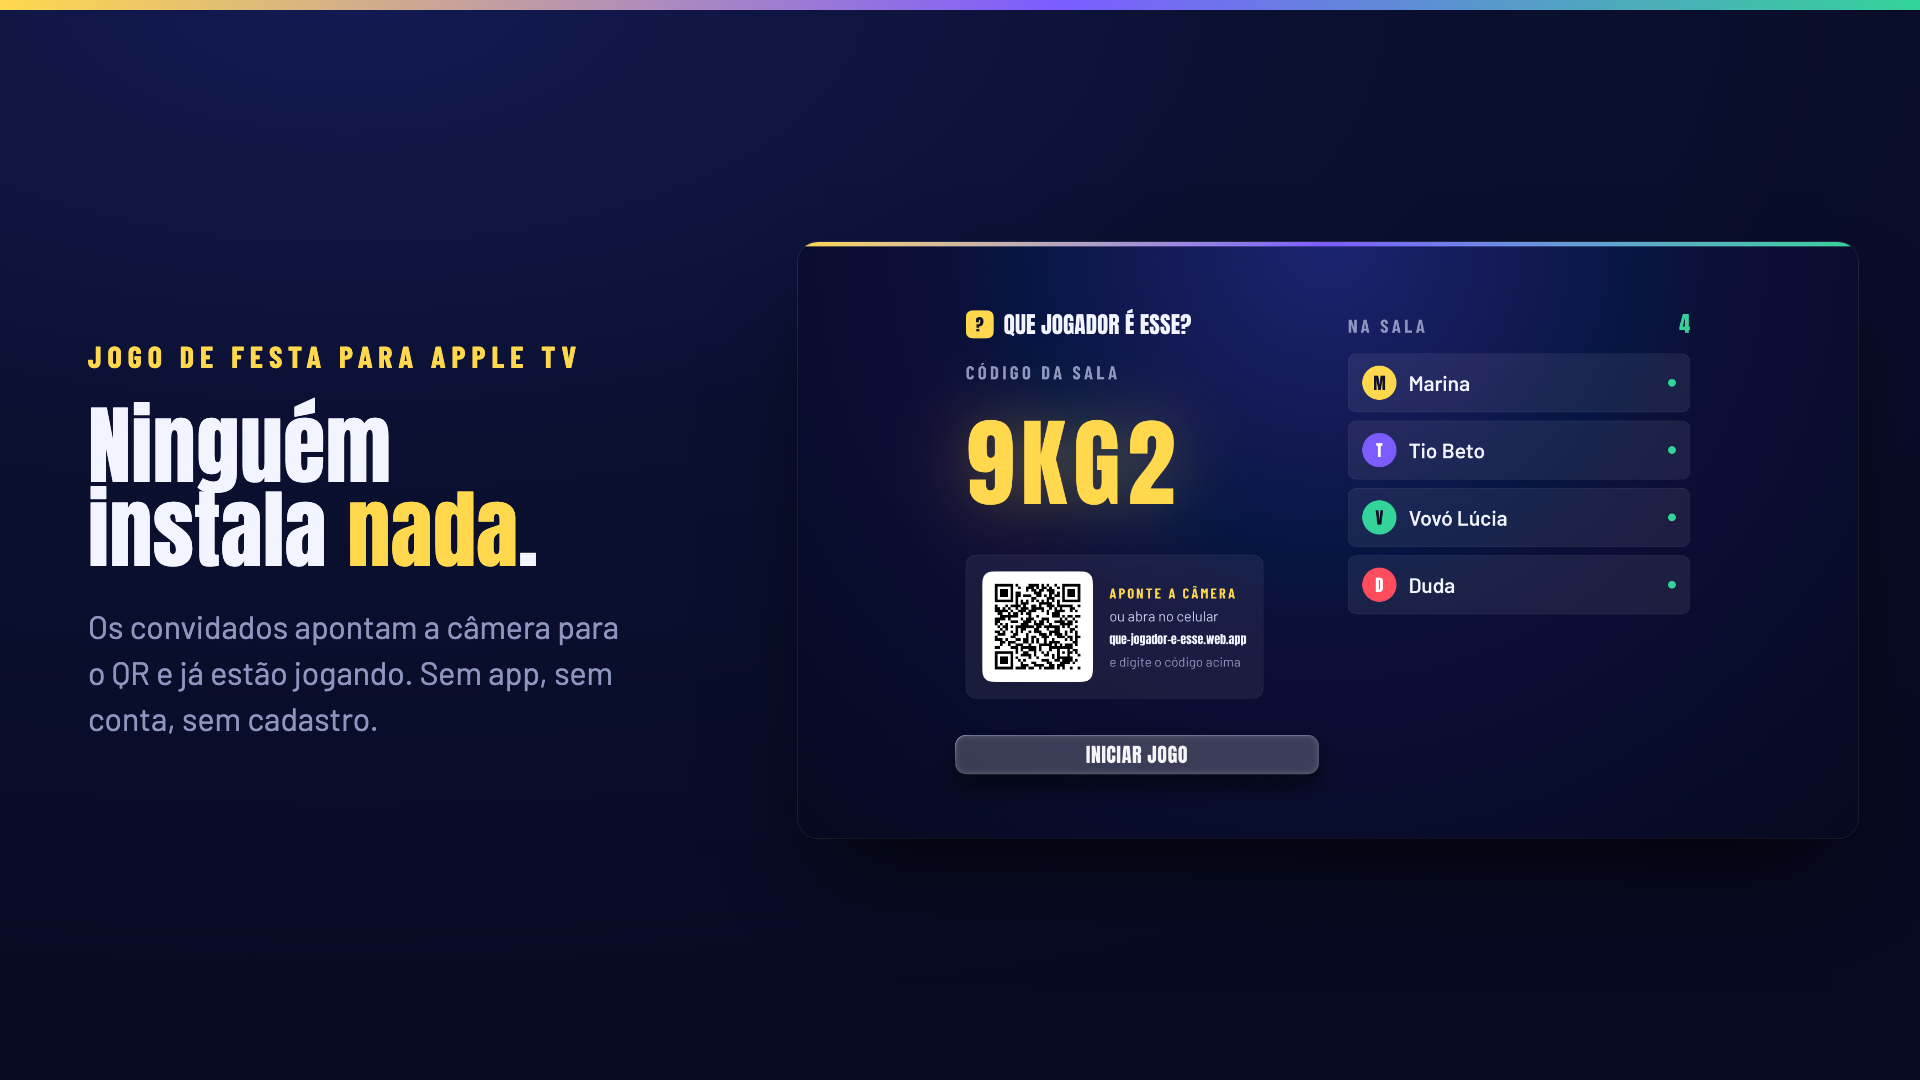 JOGO DE FESTA PARA APPLE TV
Ninguém
instala nada.
Os convidados apontam a câmera para
o QR e já estão jogando. Sem app, sem
conta, sem cadastro.
? QUE JOGADOR É ESSE?
CÓDIGO DA SALA
9KG2
APONTE A CÂMERA
ou abra no celular
que-jogador-e-esse.web.app
e digite o código acima
INICIAR JOGO
NA SALA 4
M Marina
T Tio Beto
V Vovó Lúcia
D Duda